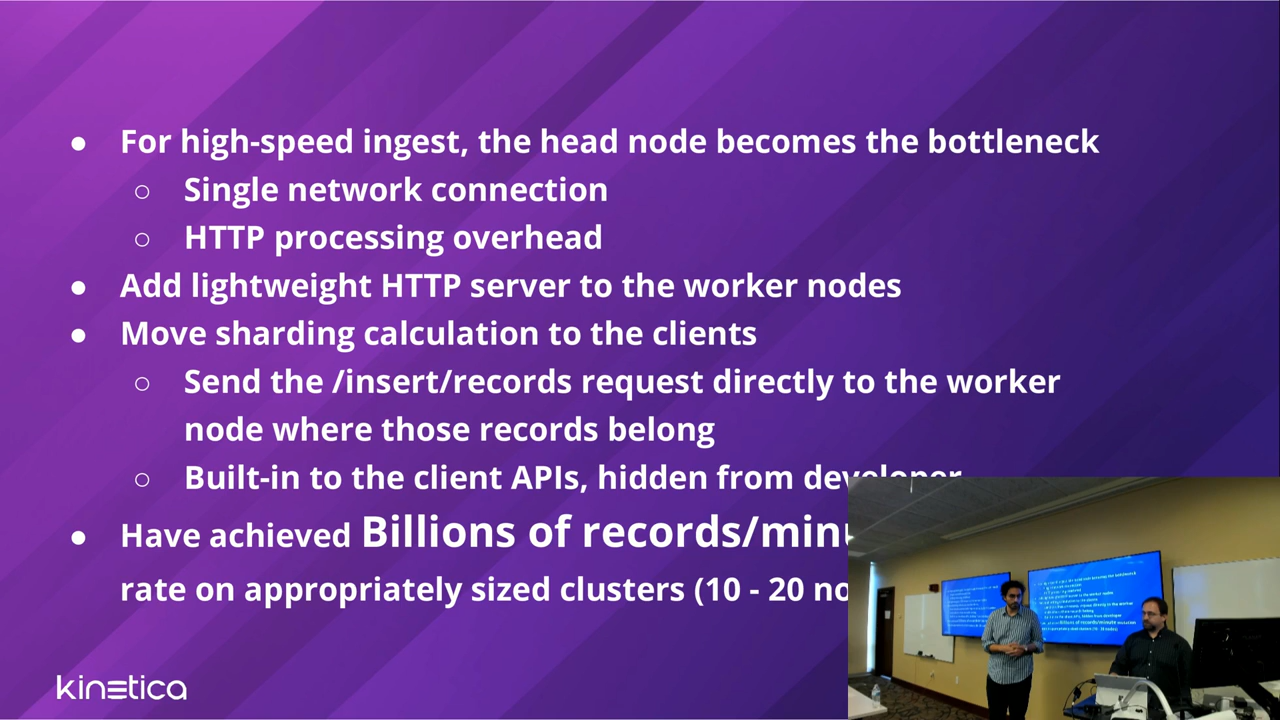 ● For high-speed ingest, the head node becomes the bottleneck
○ Single network connection
○ HTTP processing overhead
● Add lightweight HTTP server to the worker nodes
● Move sharding calculation to the clients
○ Send the /insert/records request directly to the worker
node where those records belong
○ Built-in to the client APIs, hidden from developer
● Have achieved Billions of records/minu
rate on appropriately sized clusters (10 - 20 no
kinetica